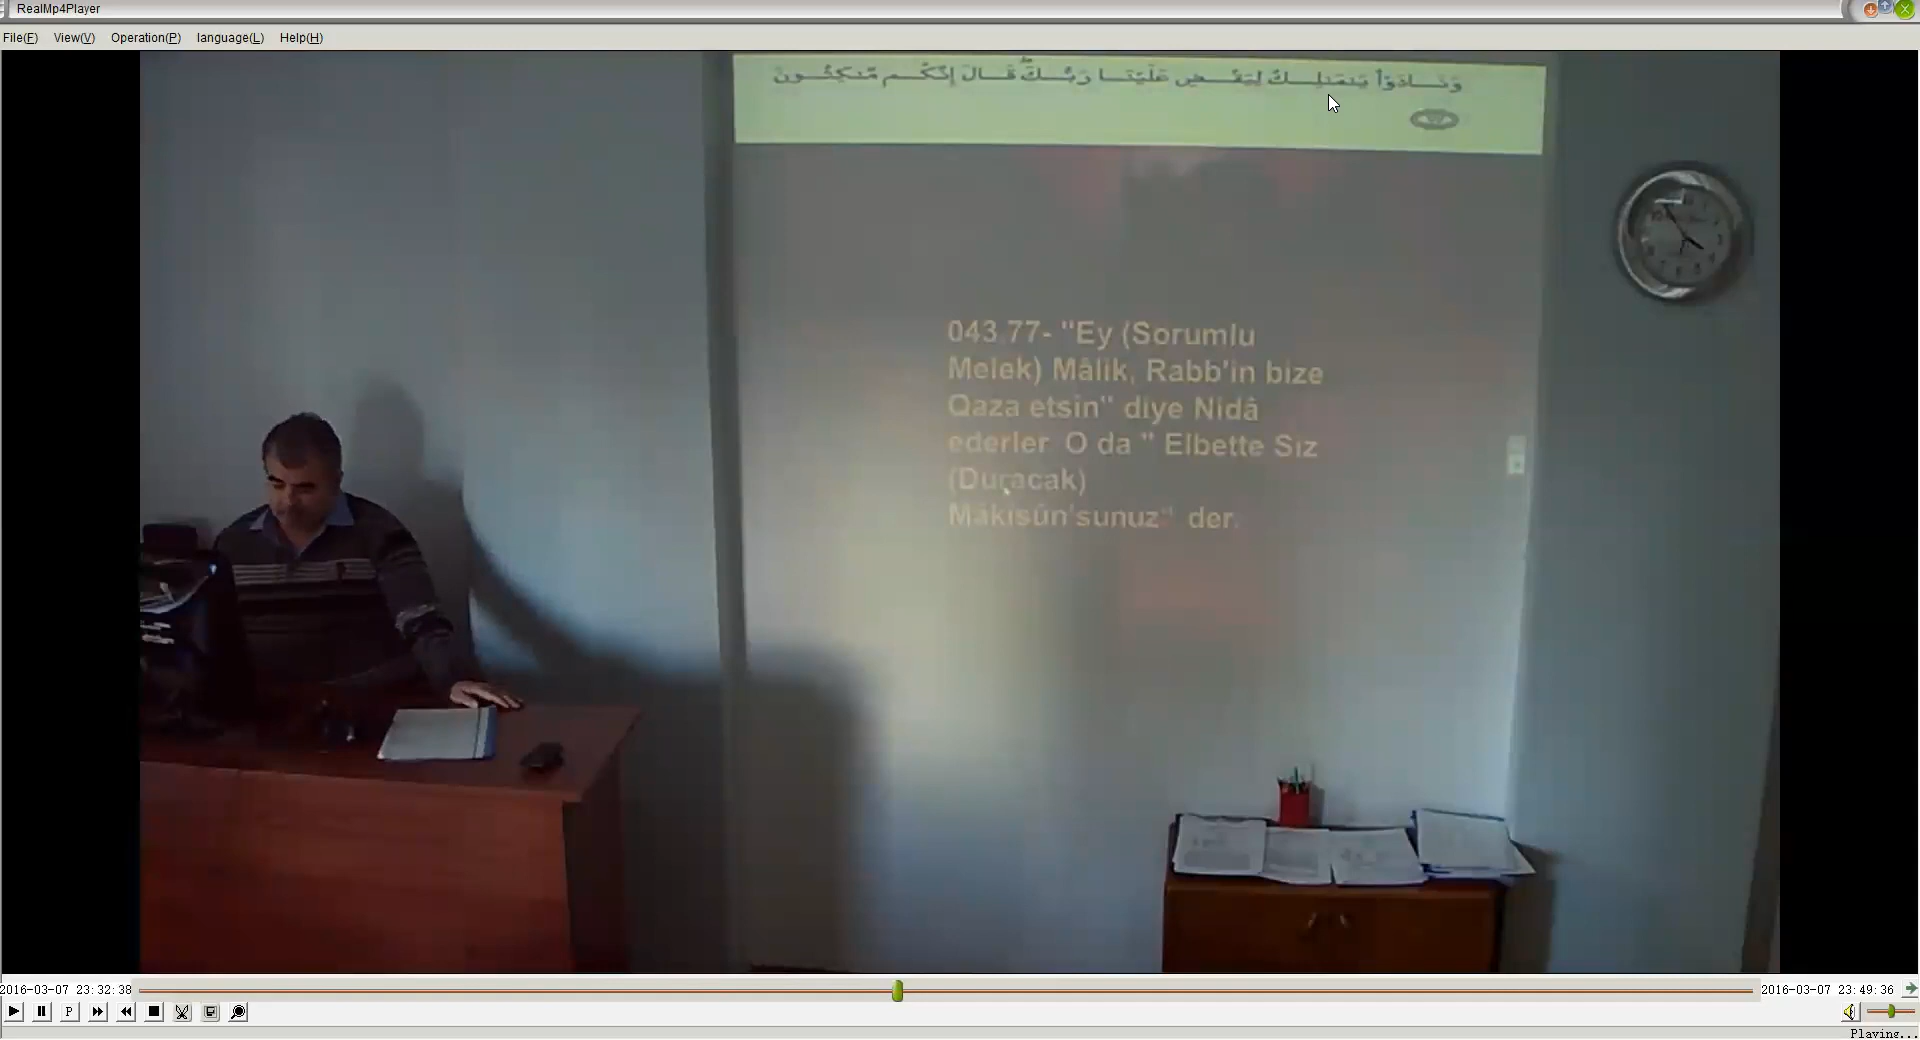 RealMp4Player
File(F) View(V) Operation(P) language(L) Help(H)
وَنَادَوْا۟ يَـٰمَـٰلِكُ لِيَقْضِ عَلَيْنَا رَبُّكَ ۖ قَالَ إِنَّكُم مَّـٰكِثُونَ
043.77- "Ey (Sorumlu
Melek) Mâlik, Rabb'in bize
Qaza etsin" diye Nidâ
ederler. O da " Elbette Siz
(Duracak)
Mâkisûn'sunuz" der.
2016-03-07 23:32:38
2016-03-07 23:49:36
P
Playing...